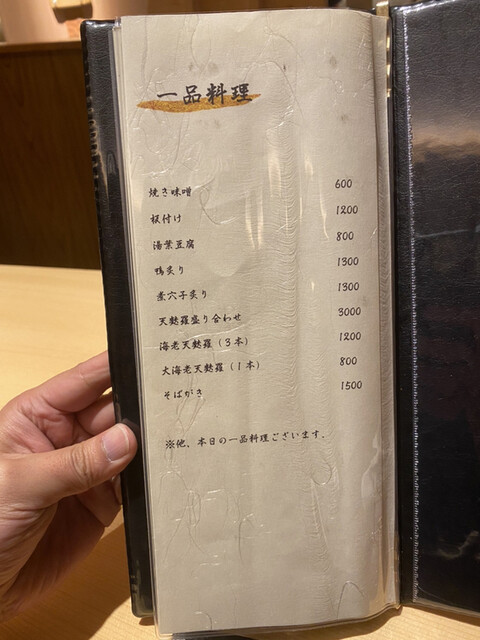 一品料理
焼き味噌 600
板付け 1200
湯葉豆腐 800
鴨炙り 1300
煮穴子炙り 1300
天麩羅盛り合わせ 3000
海老天麩羅(3本) 1200
大海老天麩羅(1本) 800
そばがき 1500
※他、本日の一品料理ございます.